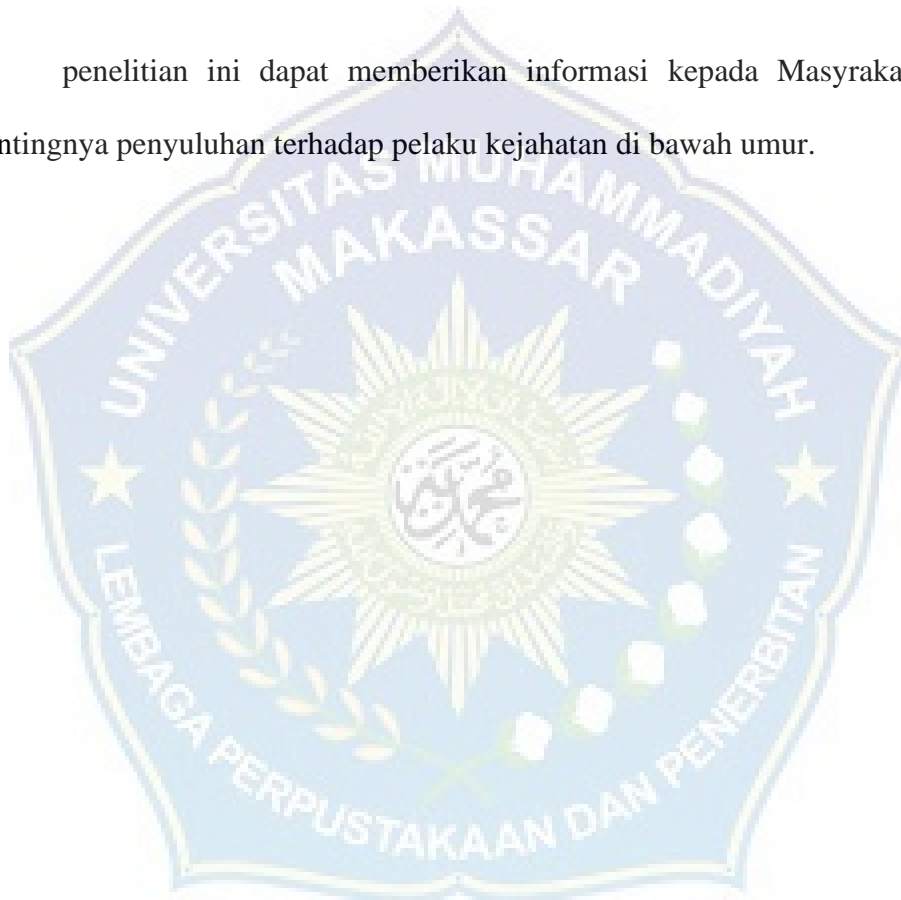 penelitian ini dapat memberikan informasi kepada Masyraka
ntingnya penyuluhan terhadap pelaku kejahatan di bawah umur.
UNIVERSITAS MUHAMMADIYAH
MAKASSAR
LEMBAGA PERPUSTAKAAN DAN PENERBITAN
محمد